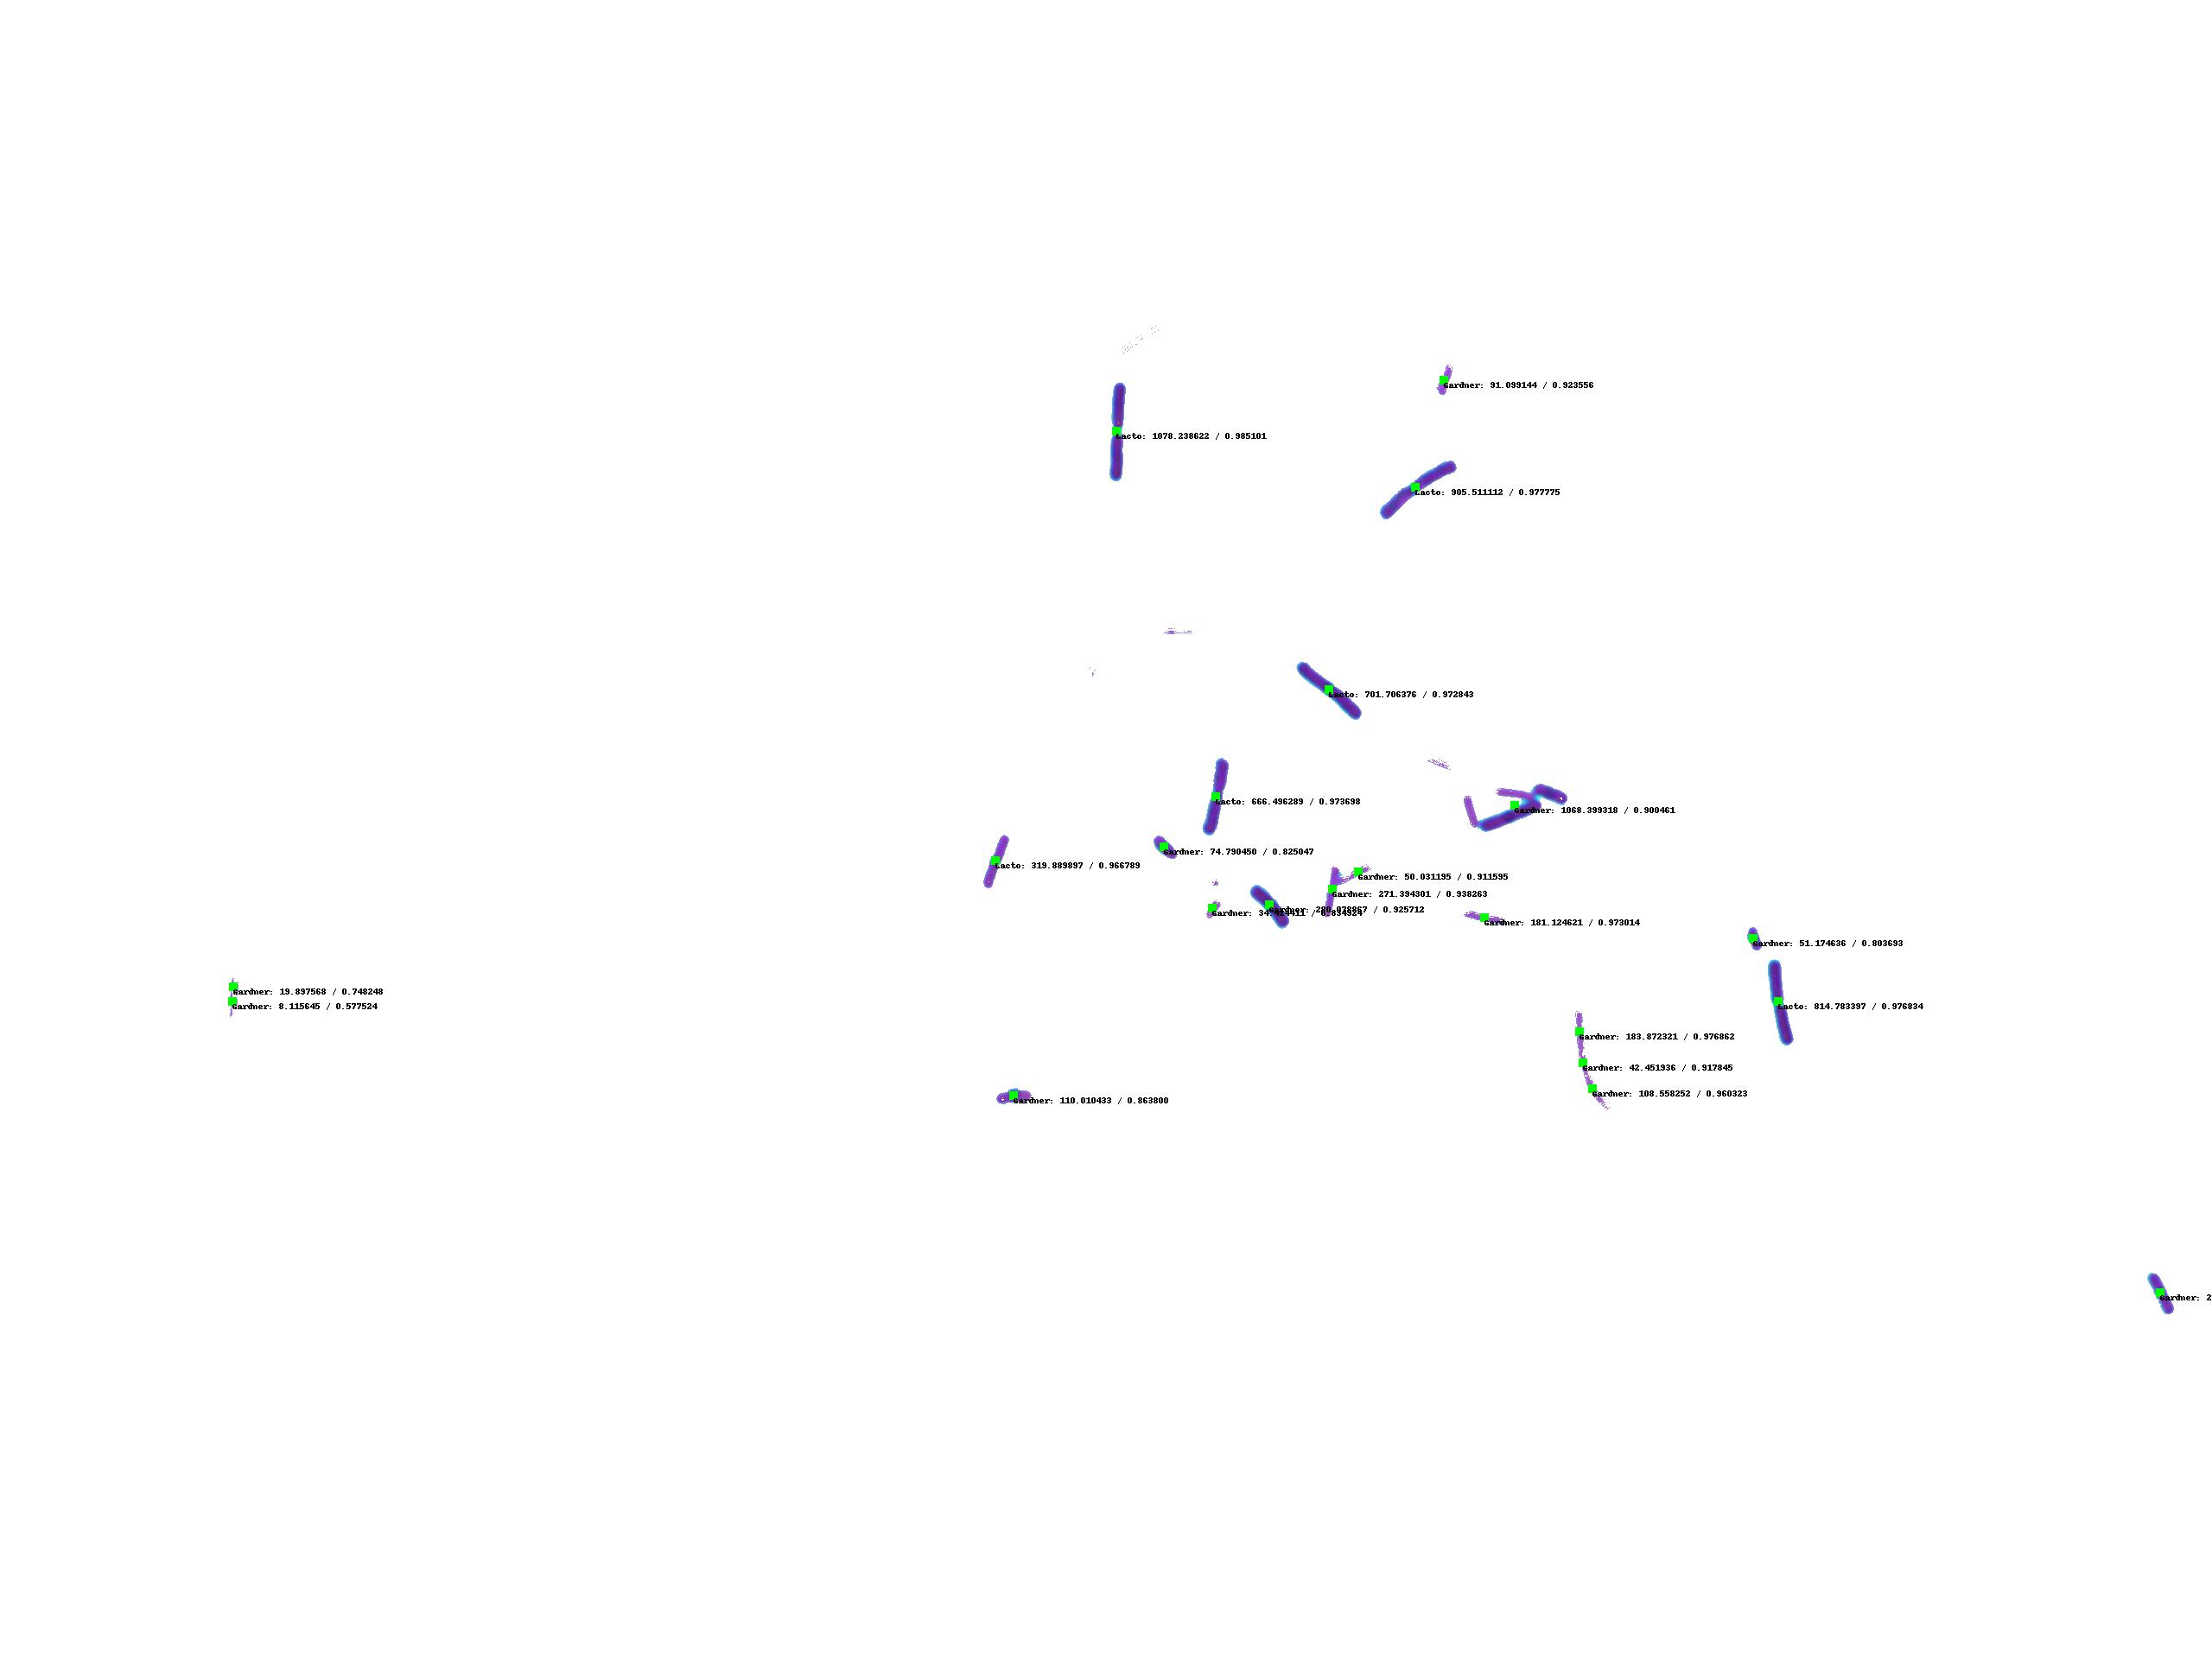 Gardner: 91.099144 / 0.923556
Lacto: 1078.238622 / 0.985101
Lacto: 905.511112 / 0.977775
Lacto: 701.706376 / 0.972843
Lacto: 666.496289 / 0.973698
Gardner: 1068.399318 / 0.900461
Gardner: 74.790450 / 0.825047
Lacto: 319.889897 / 0.966789
Gardner: 50.031195 / 0.911595
Gardner: 271.394301 / 0.938263
/ 0.925712
Gardner:
Gardner: 181.124621 / 0.973014
Gardner: 51.174636 / 0.803693
Gardner: 19.897568 / 0.748248
Gardner: 8.115645 / 0.577524
Lacto: 814.783397 / 0.976834
Gardner: 183.872321 / 0.976862
Gardner: 42.451936 / 0.917845
Gardner: 108.558252 / 0.960323
Gardner: 110.010433 / 0.863800
Gardner: 2